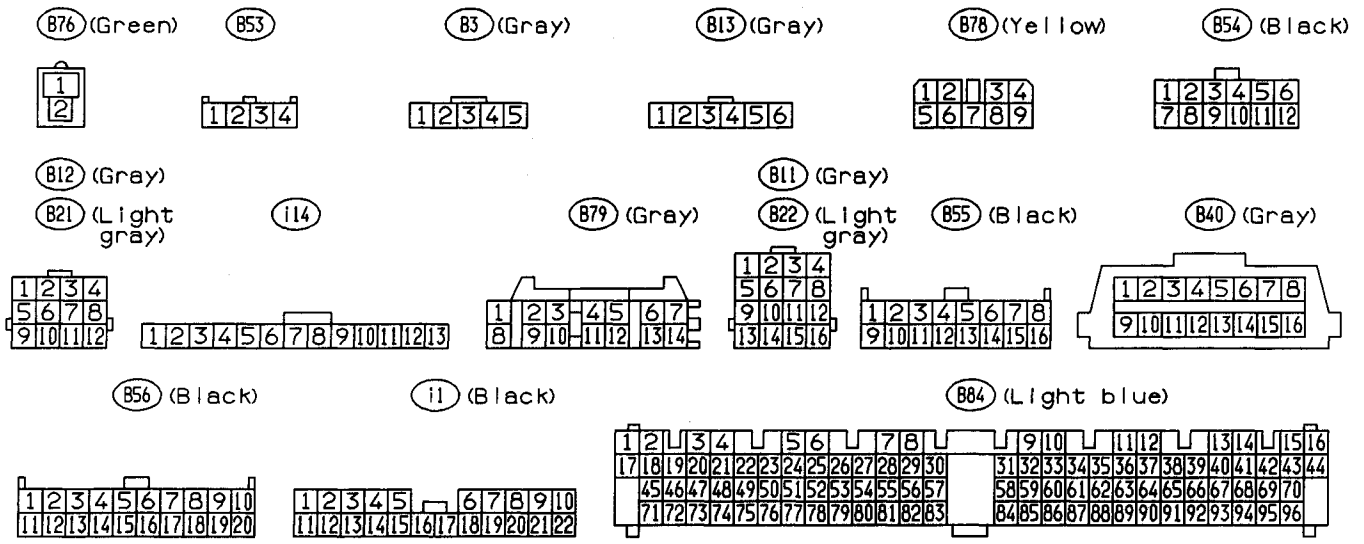 B76 (Green) B53 B3 (Gray) B13 (Gray) B78 (Yellow) B54 (Black)
1
2
1 2 3 4
1 2 3 4 5
1 2 3 4 5 6
1 2 3 4
5 6 7 8 9
1 2 3 4 5 6
7 8 9 10 11 12
B12 (Gray) B11 (Gray)
B21 (Light gray) i14 B79 (Gray) B22 (Light gray) B55 (Black) B40 (Gray)
1 2 3 4
5 6 7 8
9 10 11 12
1 2 3 4 5 6 7 8 9 10 11 12 13
1 2 3 4 5 6 7
8 9 10 11 12 13 14
1 2 3 4
5 6 7 8
9 10 11 12
13 14 15 16
1 2 3 4 5 6 7 8
9 10 11 12 13 14 15 16
1 2 3 4 5 6 7 8
9 10 11 12 13 14 15 16
B56 (Black) i1 (Black) B84 (Light blue)
1 2 3 4 5 6 7 8 9 10
11 12 13 14 15 16 17 18 19 20
1 2 3 4 5 6 7 8 9 10
11 12 13 14 15 16 17 18 19 20 21 22
1 2 3 4 5 6 7 8 9 10 11 12 13 14 15 16
17 18 19 20 21 22 23 24 25 26 27 28 29 30 31 32 33 34 35 36 37 38 39 40 41 42 43 44
45 46 47 48 49 50 51 52 53 54 55 56 57 58 59 60 61 62 63 64 65 66 67 68 69 70
71 72 73 74 75 76 77 78 79 80 81 82 83 84 85 86 87 88 89 90 91 92 93 94 95 96